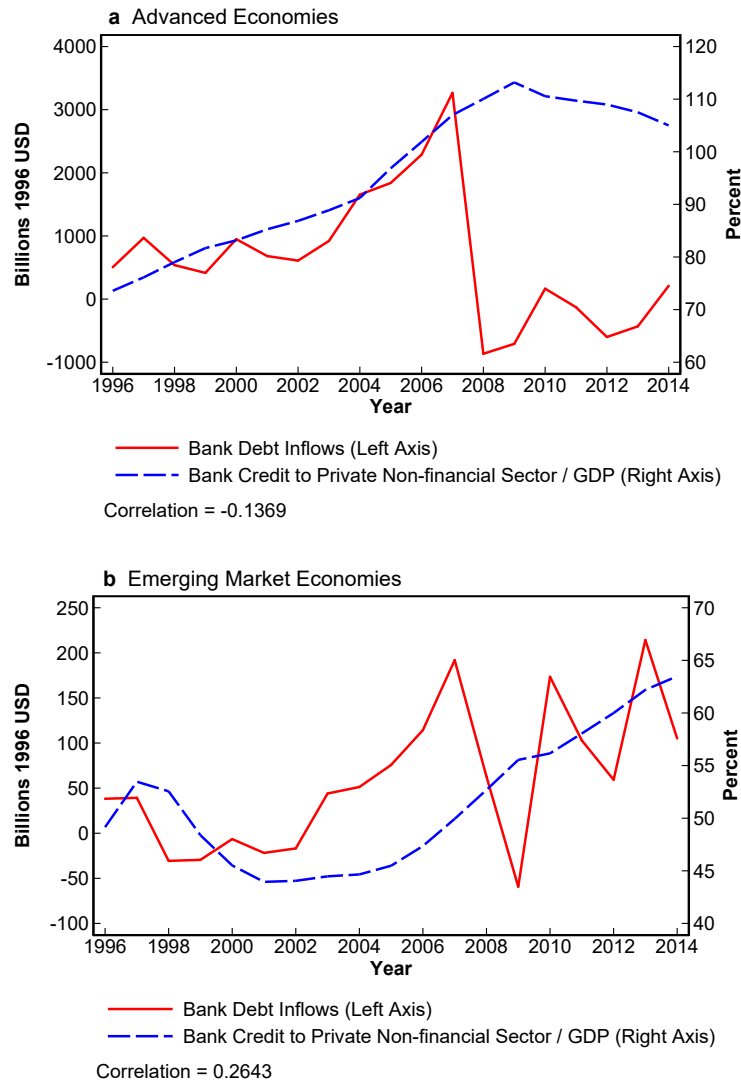 a Advanced Economies
4000
3000
2000
1000
0
-1000
Billions 1996 USD
120
110
100
90
80
70
60
Percent
1996 1998 2000 2002 2004 2006 2008 2010 2012 2014
Year
Bank Debt Inflows (Left Axis)
Bank Credit to Private Non-financial Sector / GDP (Right Axis)
Correlation = -0.1369
b Emerging Market Economies
250
200
150
100
50
0
-50
-100
Billions 1996 USD
70
65
60
55
50
45
40
Percent
1996 1998 2000 2002 2004 2006 2008 2010 2012 2014
Year
Bank Debt Inflows (Left Axis)
Bank Credit to Private Non-financial Sector / GDP (Right Axis)
Correlation = 0.2643